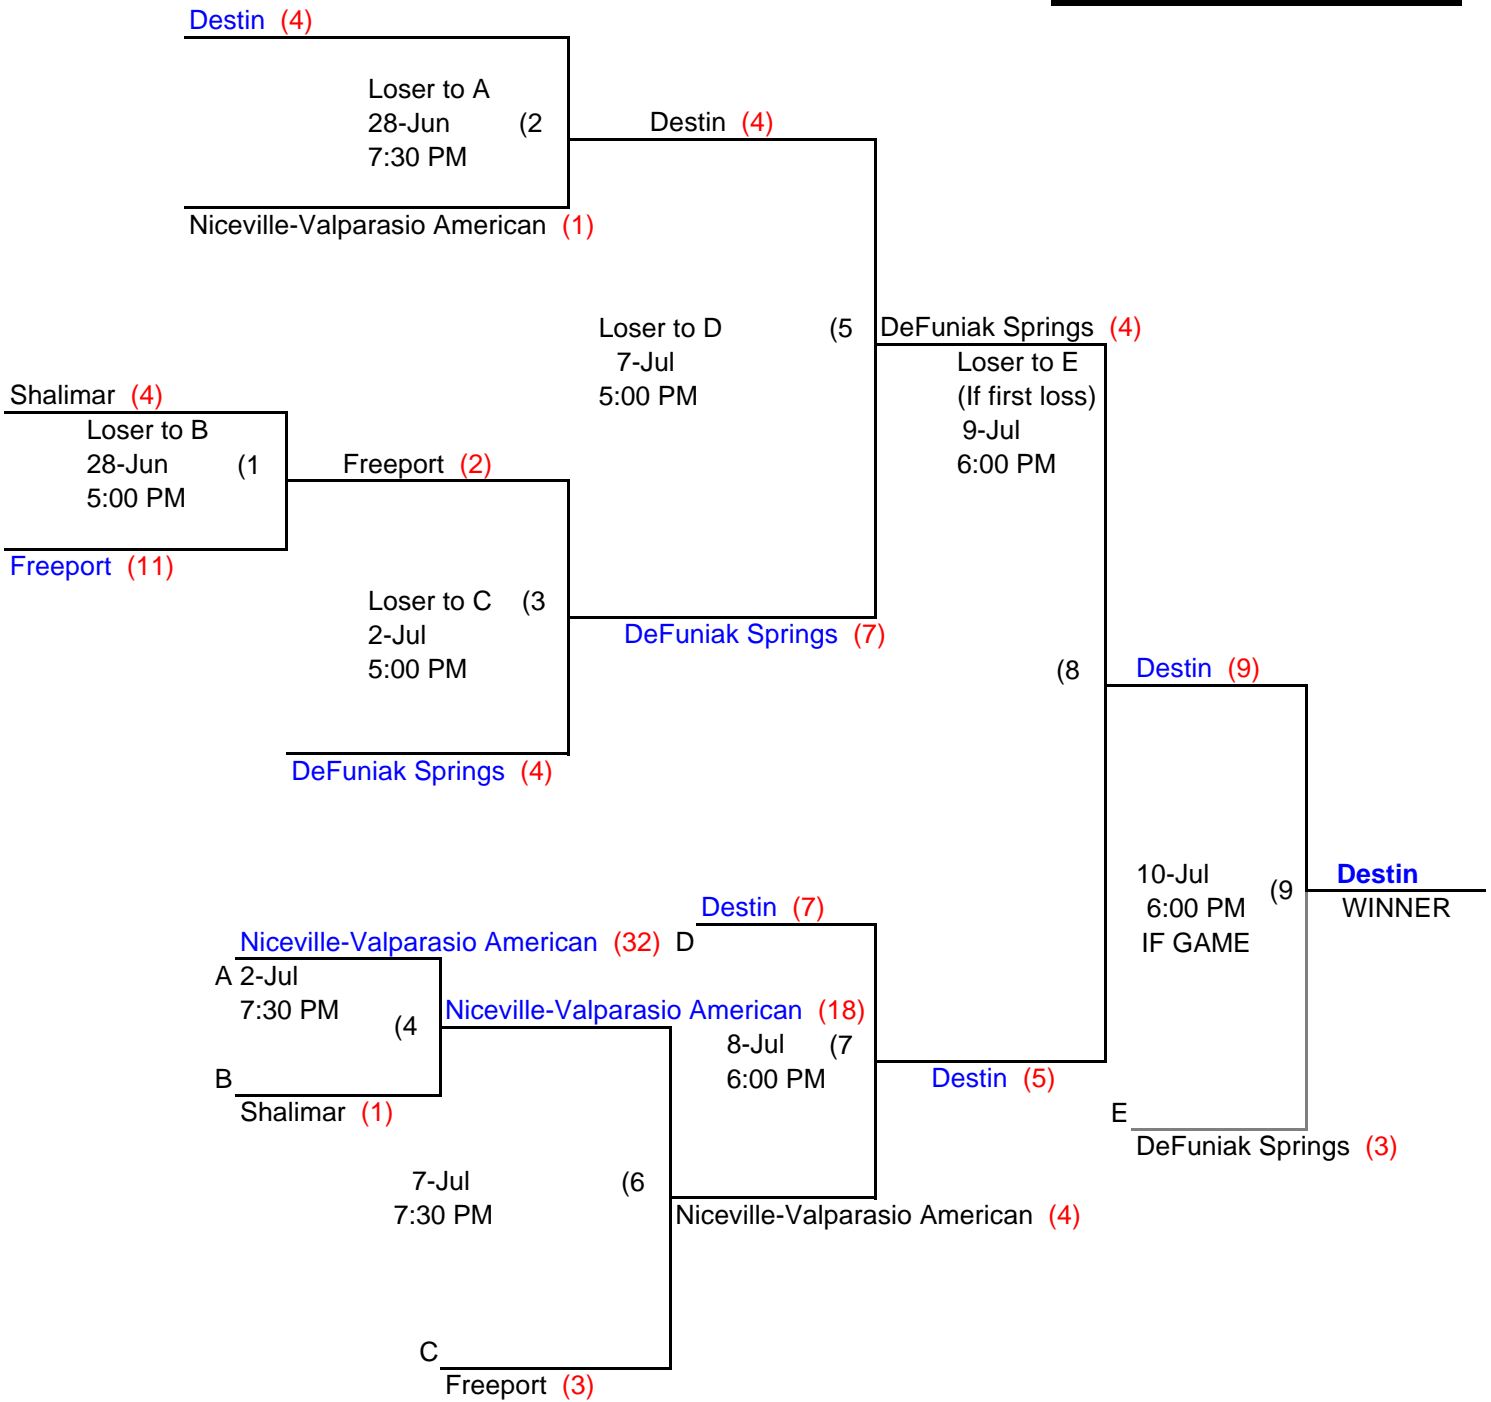 Destin (4)
Loser to A
28-Jun (2
7:30 PM
Destin (4)
Niceville-Valparasio American (1)
Loser to D (5
7-Jul
5:00 PM
DeFuniak Springs (4)
Loser to E
(If first loss)
9-Jul
6:00 PM
Shalimar (4)
Loser to B
28-Jun (1
5:00 PM
Freeport (2)
Freeport (11)
Loser to C (3
2-Jul
5:00 PM
DeFuniak Springs (7)
(8
Destin (9)
DeFuniak Springs (4)
10-Jul
6:00 PM (9
IF GAME
Destin
WINNER
Destin (7)
D
Niceville-Valparasio American (32)
A 2-Jul
7:30 PM
(4
Niceville-Valparasio American (18)
8-Jul (7
6:00 PM
B
Shalimar (1)
Destin (5)
E
DeFuniak Springs (3)
7-Jul (6
7:30 PM
Niceville-Valparasio American (4)
C
Freeport (3)